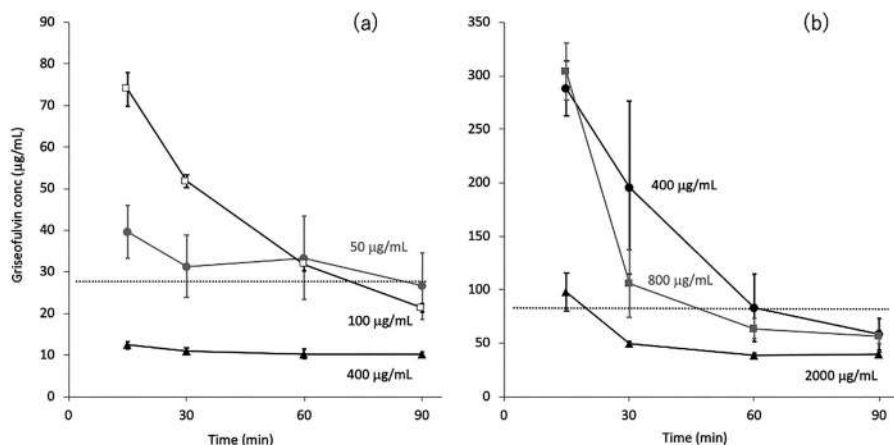 (a)
90
80
70
60
50
40
30
20
10
0
Griseofulvin conc (µg/mL)
50 µg/mL
100 µg/mL
400 µg/mL
0 30 60 90
Time (min)
(b)
350
300
250
200
150
100
50
0
400 µg/mL
800 µg/mL
2000 µg/mL
0 30 60 90
Time (min)